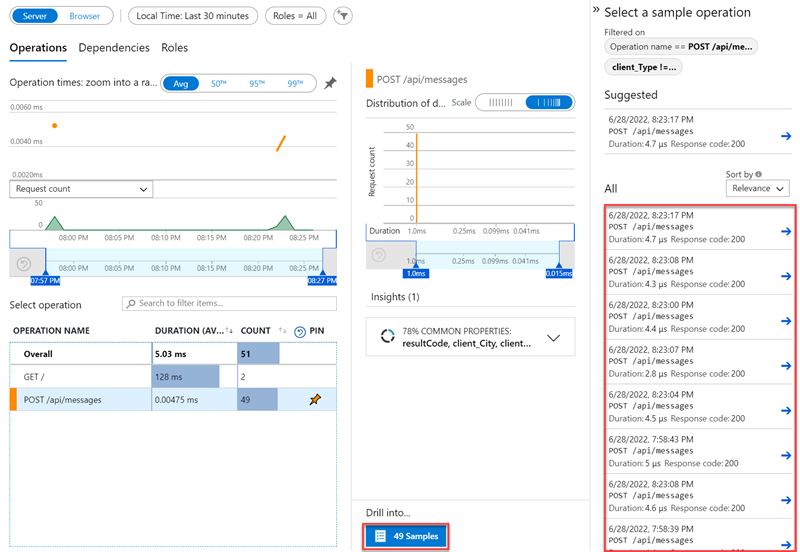 Server Browser Local Time: Last 30 minutes Roles = All
Operations Dependencies Roles
Operation times: zoom into a ra... Avg 50TH 95TH 99TH
0.0060 ms
0.0040 ms
0.0020ms
Request count
50
0
08:00 PM 08:05 PM 08:10 PM 08:15 PM 08:20 PM 08:25 PM
08:00 PM 08:05 PM 08:10 PM 08:15 PM 08:20 PM 08:25 PM
07:57 PM 08:27 PM
Select operation Search to filter items...
OPERATION NAME DURATION (AV... COUNT PIN
Overall 5.03 ms 51
GET / 128 ms 2
POST /api/messages 0.00475 ms 49
POST /api/messages
Distribution of d... Scale
Request count
50
40
30
20
10
0
Duration 1.0ms 0.25ms 0.099ms 0.041ms
1.0ms 0.25ms 0.099ms 0.041ms
1.0ms 0.015ms
Insights (1)
78% COMMON PROPERTIES:
resultCode, client_City, client...
Drill into...
49 Samples
» Select a sample operation
Filtered on
Operation name == POST /api/me...
client_Type !=...
Suggested
6/28/2022, 8:23:17 PM
POST /api/messages
Duration: 4.7 μs Response code: 200
Sort by
All Relevance
6/28/2022, 8:23:17 PM
POST /api/messages
Duration: 4.7 μs Response code: 200
6/28/2022, 8:23:08 PM
POST /api/messages
Duration: 4.3 μs Response code: 200
6/28/2022, 8:23:00 PM
POST /api/messages
Duration: 4.4 μs Response code: 200
6/28/2022, 8:23:07 PM
POST /api/messages
Duration: 2.8 μs Response code: 200
6/28/2022, 8:23:04 PM
POST /api/messages
Duration: 4.5 μs Response code: 200
6/28/2022, 7:58:43 PM
POST /api/messages
Duration: 5 μs Response code: 200
6/28/2022, 8:23:08 PM
POST /api/messages
Duration: 4.6 μs Response code: 200
6/28/2022, 7:58:39 PM
POST /api/messages